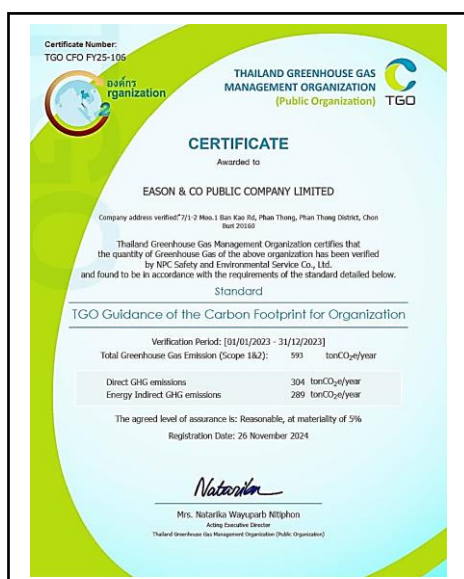 Certificate Number:
TGO CFO FY25-106
องค์กร
rganization
2
THAILAND GREENHOUSE GAS
MANAGEMENT ORGANIZATION
(Public Organization)
TGO
CERTIFICATE
Awarded to
EASON & CO PUBLIC COMPANY LIMITED
Company address verified:"7/1-2 Moo.1 Ban Kao Rd, Phan Thong, Phan Thong District, Chon
Buri 20160
Thailand Greenhouse Gas Management Organization certifies that
the quantity of Greenhouse Gas of the above organization has been verified
by NPC Safety and Environmental Service Co., Ltd.
and found to be in accordance with the requirements of the standard detailed below.
Standard
TGO Guidance of the Carbon Footprint for Organization
Verification Period: [01/01/2023 - 31/12/2023]
Total Greenhouse Gas Emission (Scope 1&2): 593 tonCO₂e/year
Direct GHG emissions 304 tonCO₂e/year
Energy Indirect GHG emissions 289 tonCO₂e/year
The agreed level of assurance is: Reasonable, at materiality of 5%
Registration Date: 26 November 2024
Natarika
Mrs. Natarika Wayuparb Nitiphon
Acting Executive Director
Thailand Greenhouse Gas Management Organization (Public Organization)